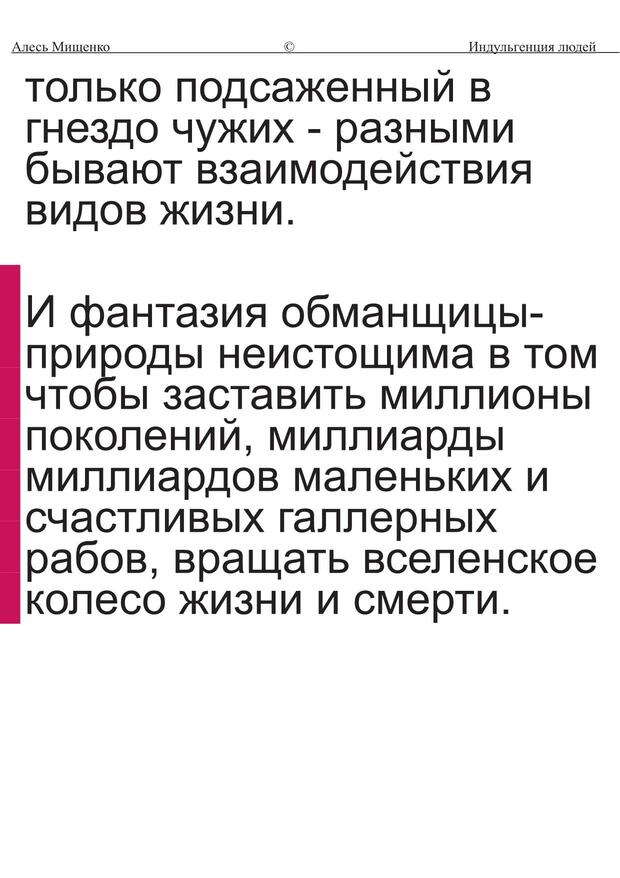 Алесь Мищенко © Индульгенция людей
только подсаженный в
гнездо чужих - разными
бывают взаимодействия
видов жизни.
И фантазия обманщицы-
природы неистощима в том
чтобы заставить миллионы
поколений, миллиарды
миллиардов маленьких и
счастливых галлерных
рабов, вращать вселенское
колесо жизни и смерти.